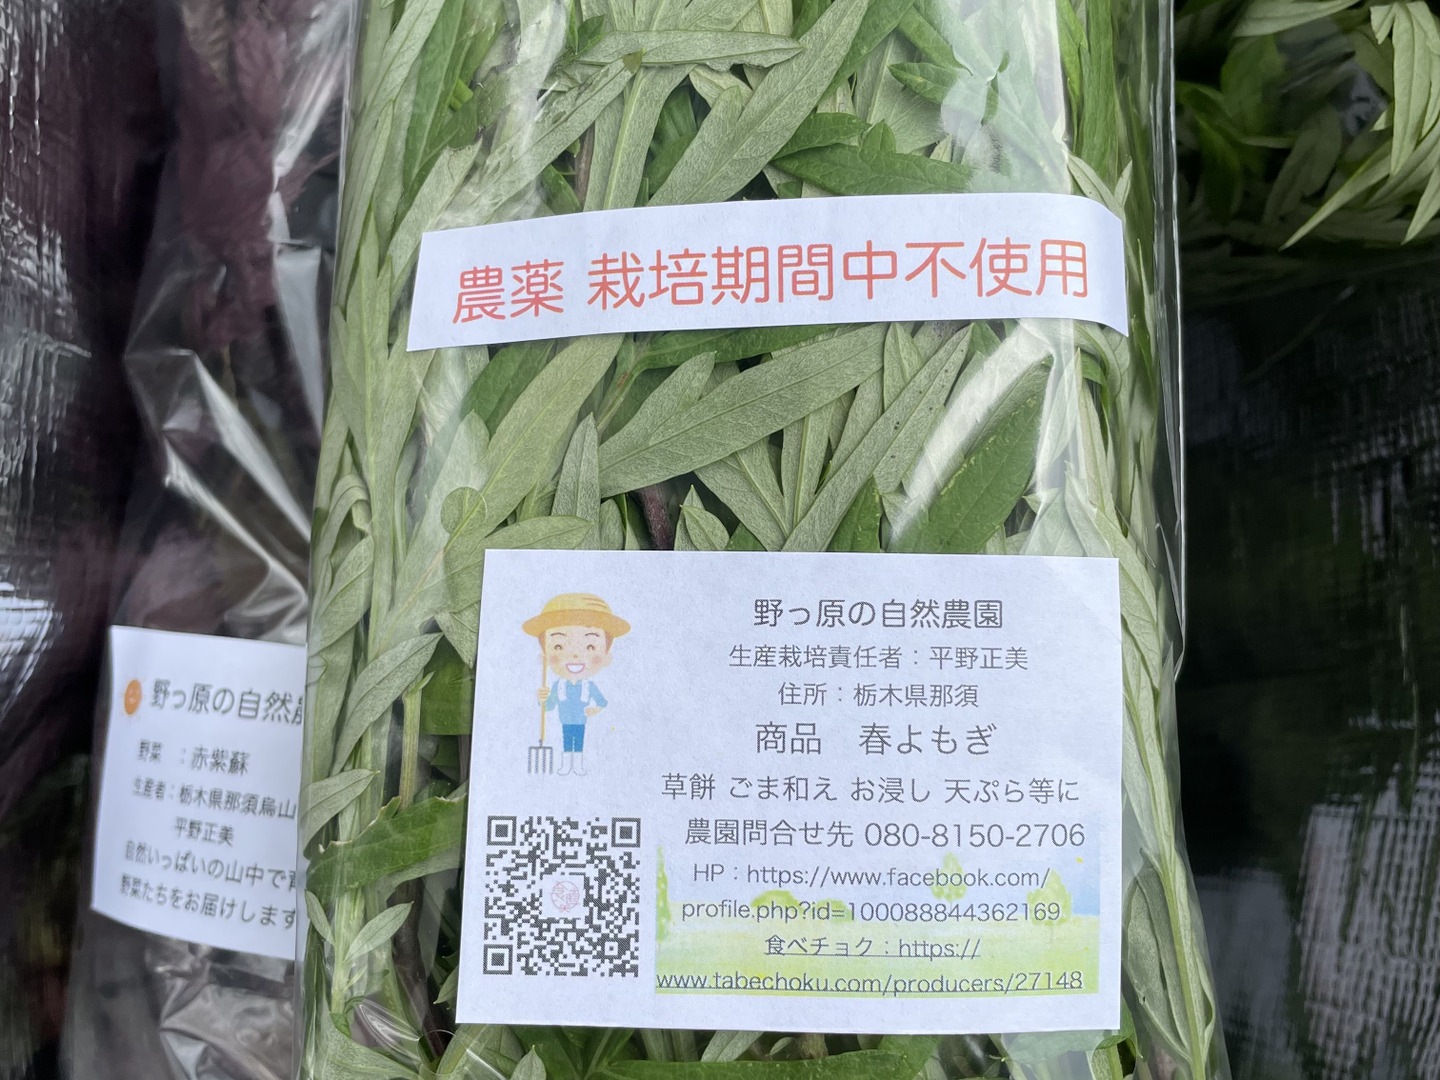 農薬 栽培期間中不使用
野っ原の自然農園
生産栽培責任者：平野正美
住所：栃木県那須
商品　春よもぎ
草餅 ごま和え お浸し 天ぷら等に
農園問合せ先 080-8150-2706
HP：https://www.facebook.com/
profile.php?id=100088844362169
食べチョク：https://
www.tabechoku.com/producers/27148
野っ原の自然農
野菜　：赤紫蘇
生産者：栃木県那須烏山
平野正美
自然いっぱいの山中で
野菜たちをお届けします